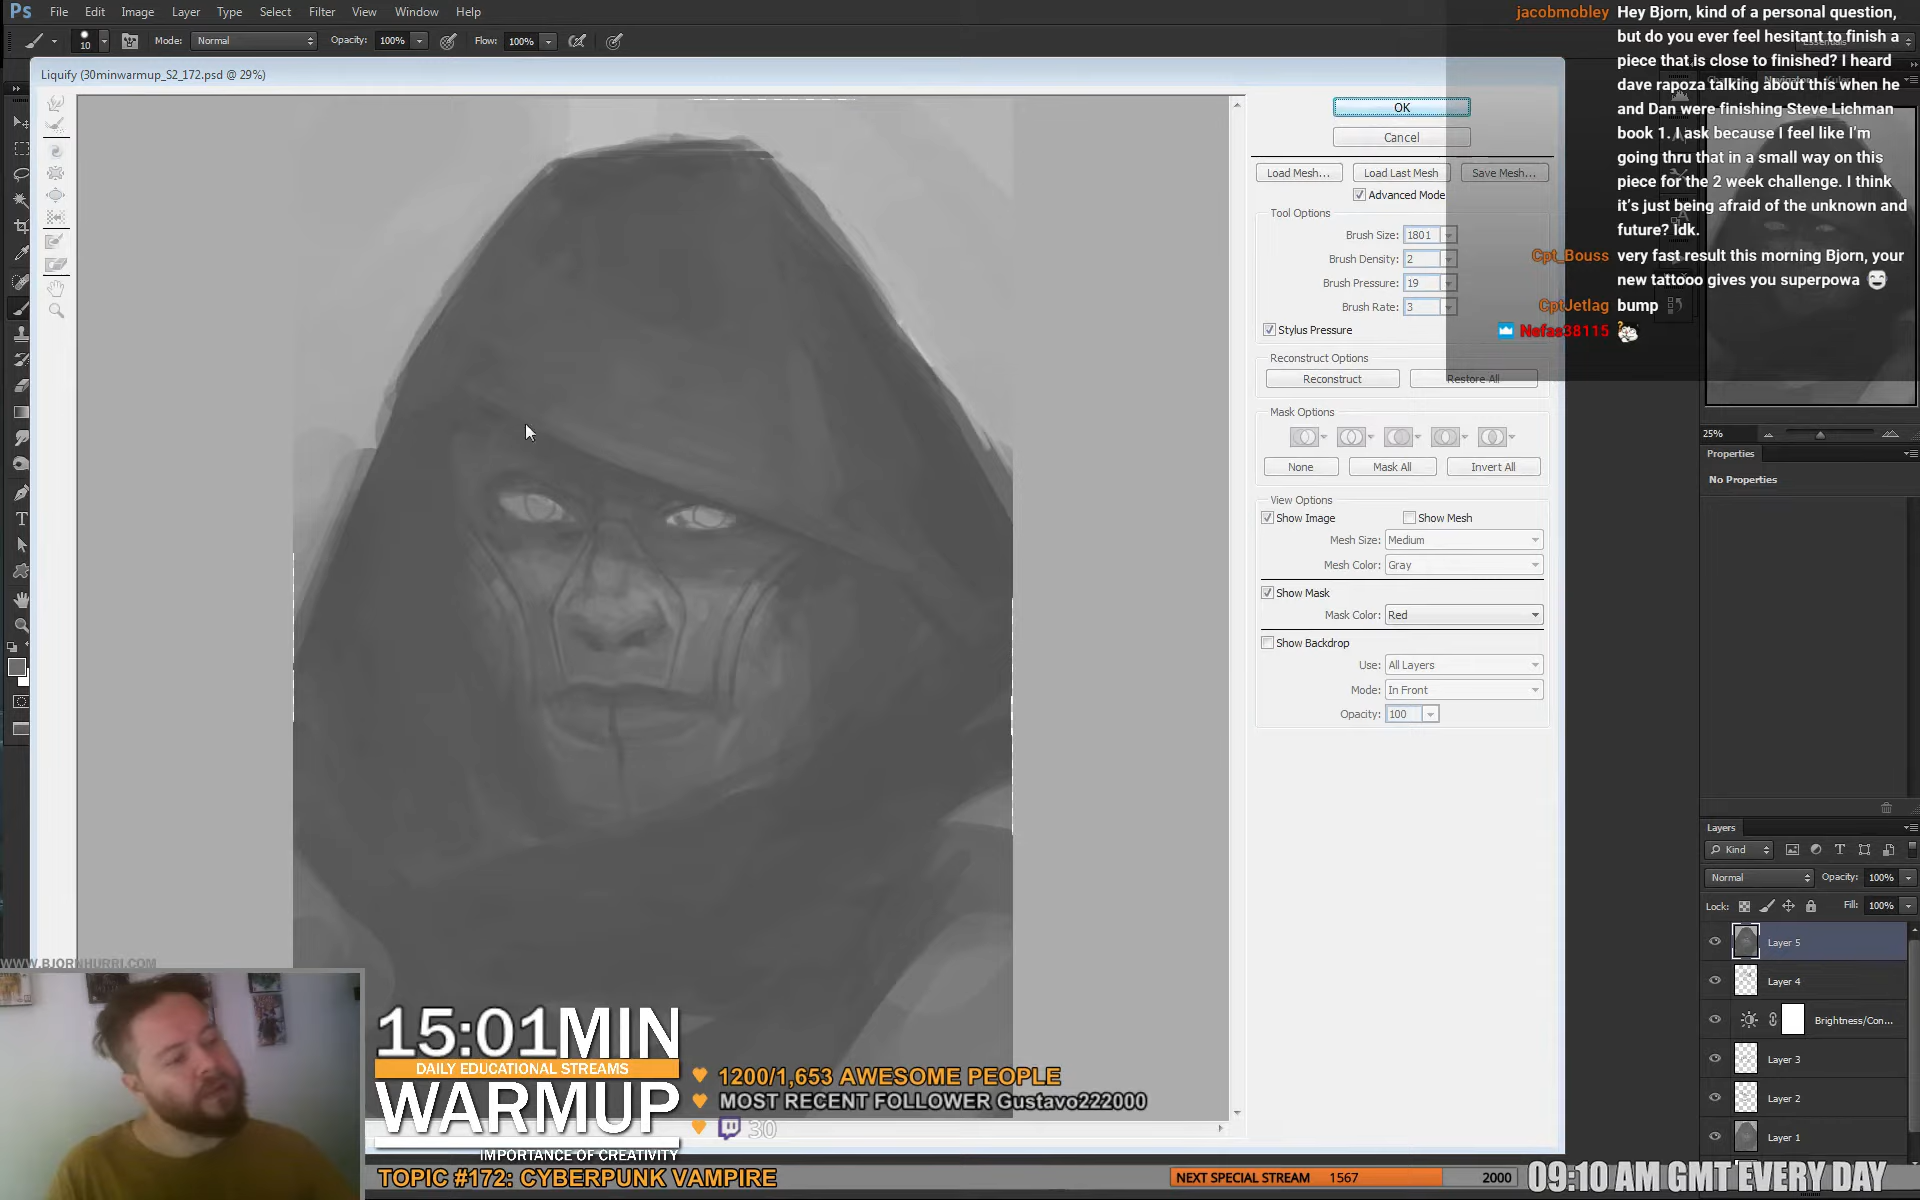 Ps File Edit Image Layer Type Select Filter View Window Help
10 Mode: Normal Opacity: 100% Flow: 100%
Liquify (30minwarmup_S2_172.psd @ 29%)
OK
Cancel
Load Mesh... Load Last Mesh Save Mesh...
Advanced Mode
Tool Options
Brush Size: 1801
Brush Density: 2
Brush Pressure: 19
Brush Rate: 3
Stylus Pressure
Reconstruct Options
Reconstruct Restore All
Mask Options
None Mask All Invert All
View Options
Show Image Show Mesh
Mesh Size: Medium
Mesh Color: Gray
Show Mask
Mask Color: Red
Show Backdrop
Use: All Layers
Mode: In Front
Opacity: 100
jacobmobley Hey Bjorn, kind of a personal question,
but do you ever feel hesitant to finish a
piece that is close to finished? I heard
dave rapoza talking about this when he
and Dan were finishing Steve Lichman
book 1. I ask because I feel like I'm
going thru that in a small way on this
piece for the 2 week challenge. I think
it's just being afraid of the unknown and
future? Idk.
Cpt_Bouss very fast result this morning Bjorn, your
new tattooo gives you superpowa
CptJetlag bump
Nefas38115
25%
Properties
No Properties
Layers
Kind
Normal Opacity: 100%
Lock: Fill: 100%
Layer 5
Layer 4
Brightness/Con...
Layer 3
Layer 2
Layer 1
WWW.BJORNHURRI.COM
15:01MIN
DAILY EDUCATIONAL STREAMS
WARMUP
IMPORTANCE OF CREATIVITY
1200/1,653 AWESOME PEOPLE
MOST RECENT FOLLOWER Gustavo222000
30
TOPIC #172: CYBERPUNK VAMPIRE
NEXT SPECIAL STREAM 1567 2000
09:10 AM GMT EVERY DAY